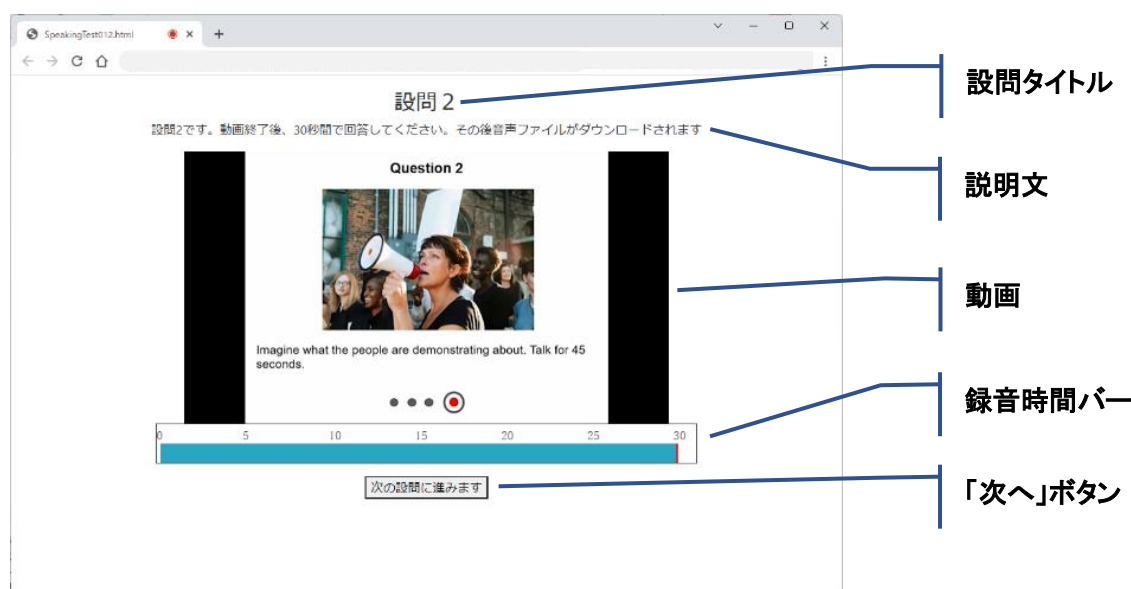 SpeakingTest012.html
設問 2
設問2です。動画終了後、30秒間で回答してください。その後音声ファイルがダウンロードされます
Question 2
Imagine what the people are demonstrating about. Talk for 45
seconds.
0 5 10 15 20 25 30
次の設問に進みます
設問タイトル
説明文
動画
録音時間バー
「次へ」ボタン